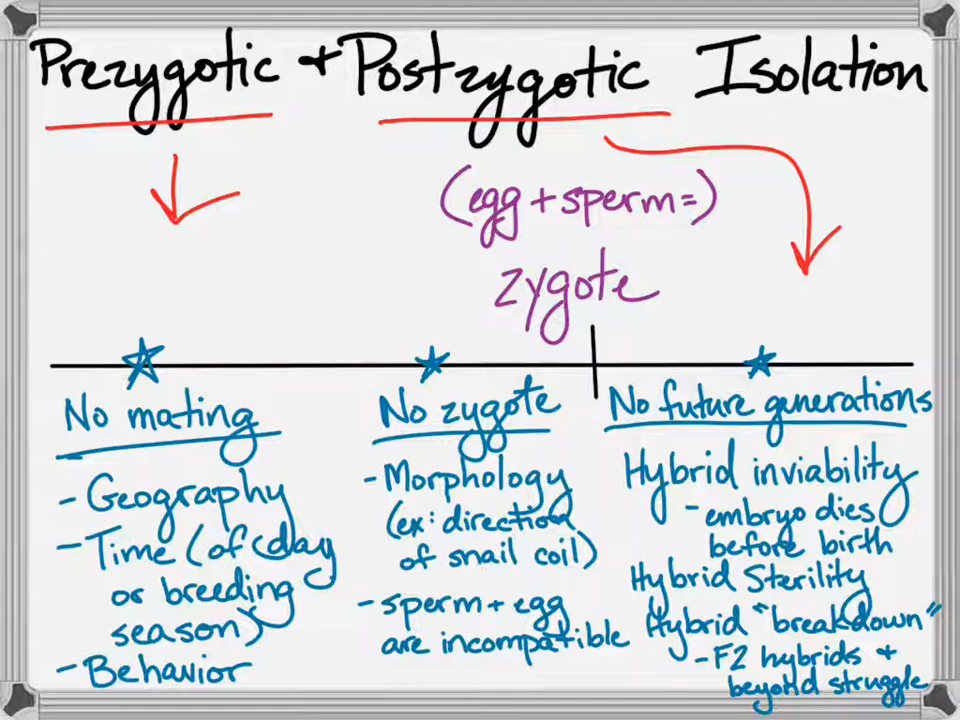 Prezygotic + Postzygotic Isolation
(egg + sperm =)
zygote
No mating
- Geography
- Time (of day
or breeding
season)
- Behavior
No zygote
- Morphology
(ex: direction
of snail coil)
- sperm + egg
are incompatible
No future generations
Hybrid inviability
- embryo dies
before birth
Hybrid Sterility
Hybrid "breakdown"
- F2 hybrids +
beyond struggle